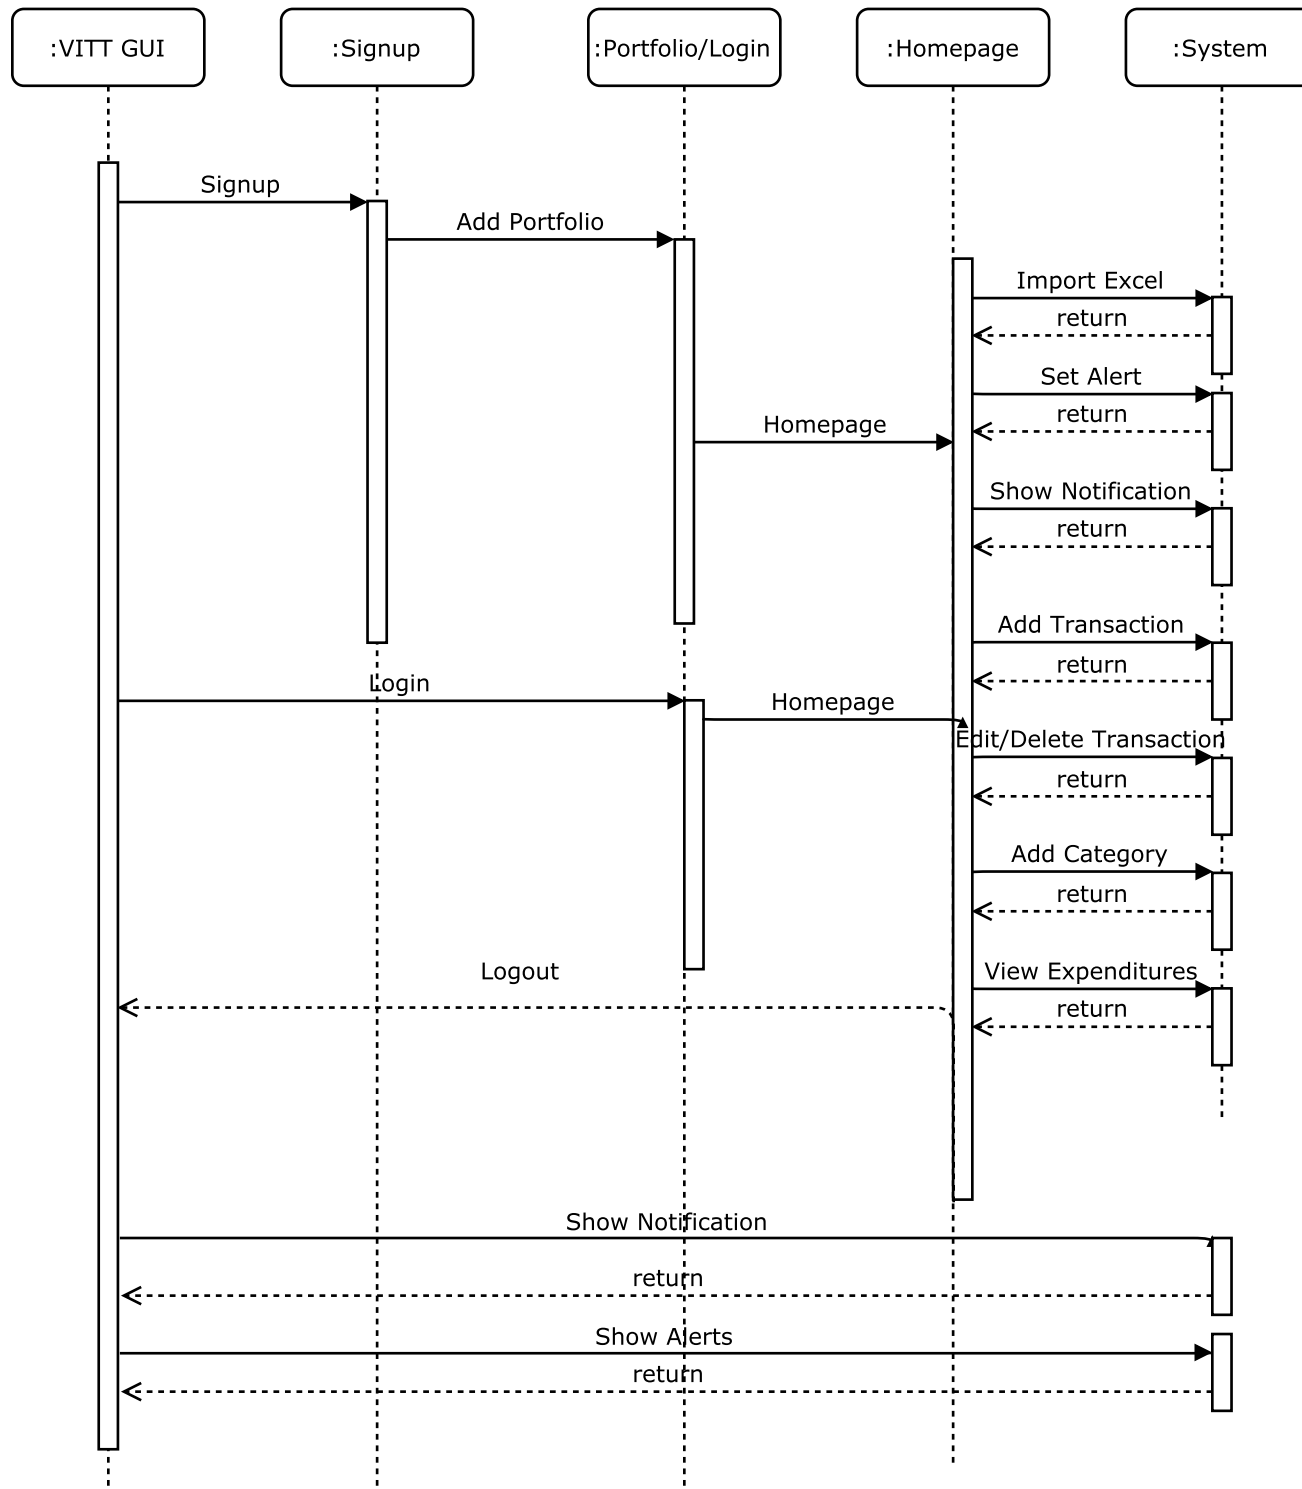 :VITT GUI
:Signup
:Portfolio/Login
:Homepage
:System
Signup
Add Portfolio
Import Excel
return
Set Alert
return
Homepage
Show Notification
return
Add Transaction
return
Login
Homepage
Edit/Delete Transaction
return
Add Category
return
Logout
View Expenditures
return
Show Notification
return
Show Alerts
return